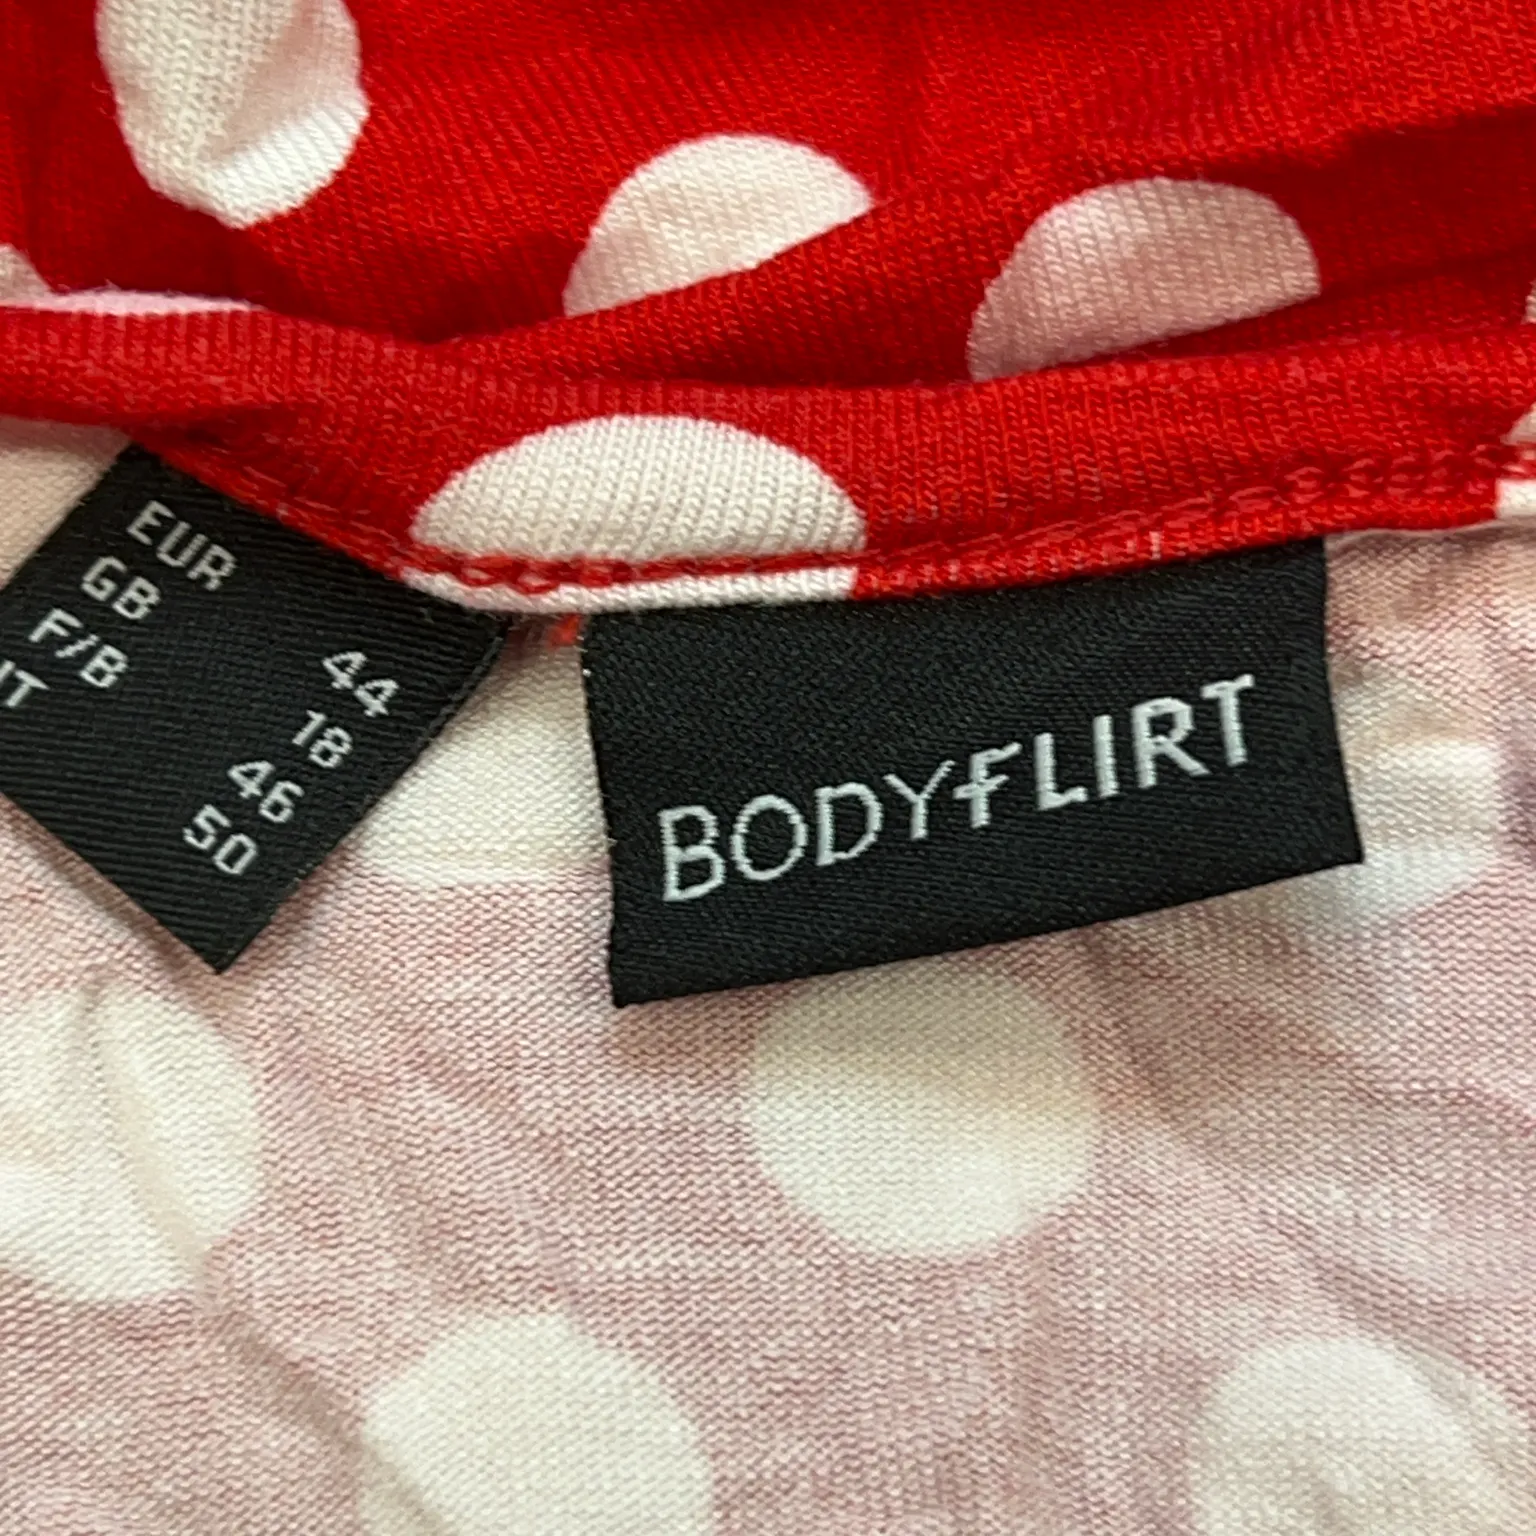 EUR 44
GB 18
F/B 46
IT 50
BODYFLIRT